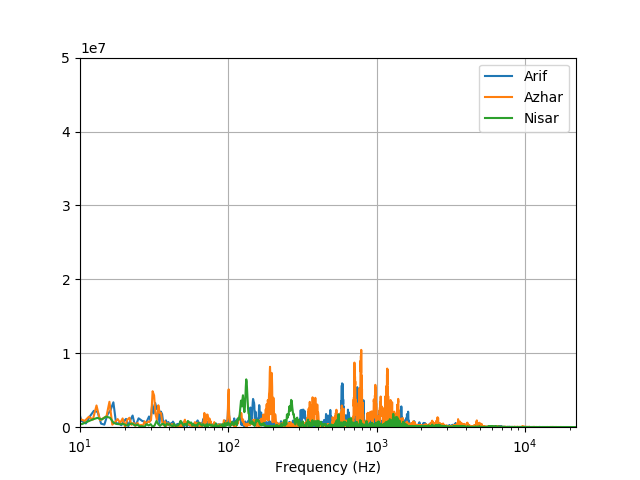 1e7
5
4
3
2
1
0
10¹ 10² 10³ 10⁴
Frequency (Hz)
Arif
Azhar
Nisar